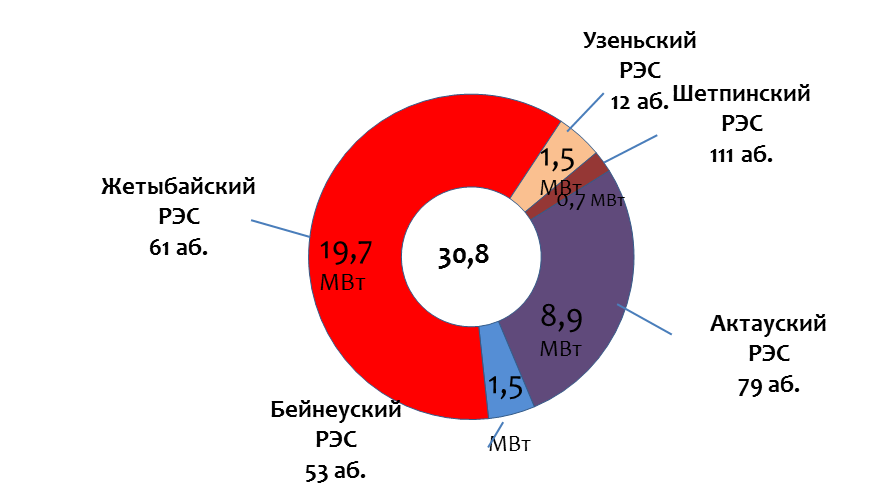 Узеньский
РЭС
12 аб.
Шетпинский
РЭС
111 аб.
1,5
МВт
0,7 МВт
Жетыбайский
РЭС
61 аб.
19,7
МВт
30,8
8,9
МВт
Актауский
РЭС
79 аб.
1,5
МВт
Бейнеуский
РЭС
53 аб.